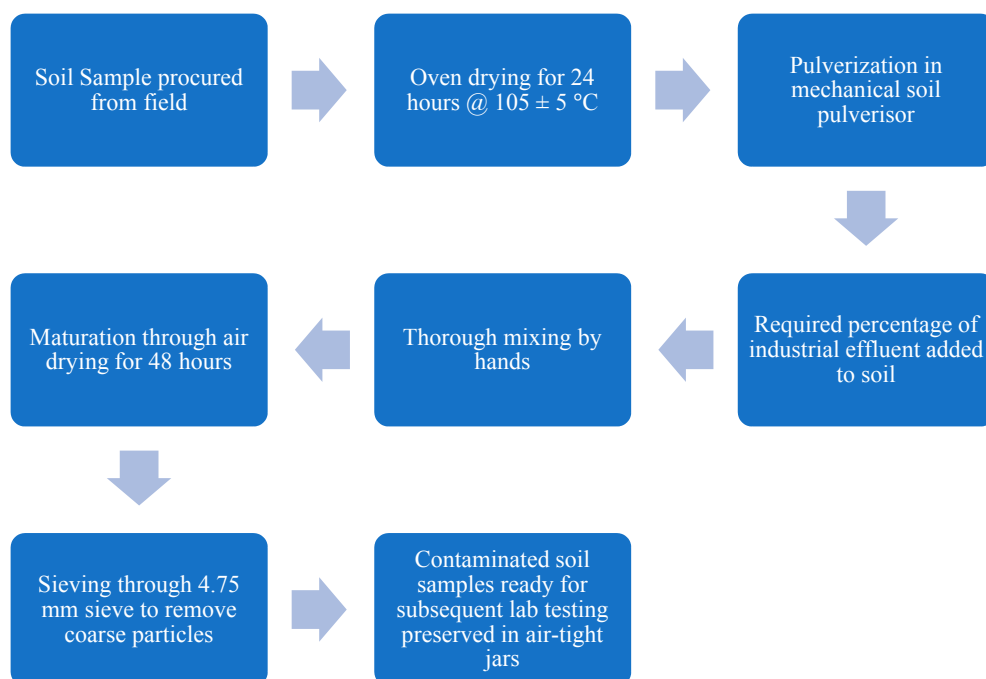 Soil Sample procured
from field
Oven drying for 24
hours @ 105 ± 5 °C
Pulverization in
mechanical soil
pulverisor
Required percentage of
industrial effluent added
to soil
Thorough mixing by
hands
Maturation through air
drying for 48 hours
Sieving through 4.75
mm sieve to remove
coarse particles
Contaminated soil
samples ready for
subsequent lab testing
preserved in air-tight
jars